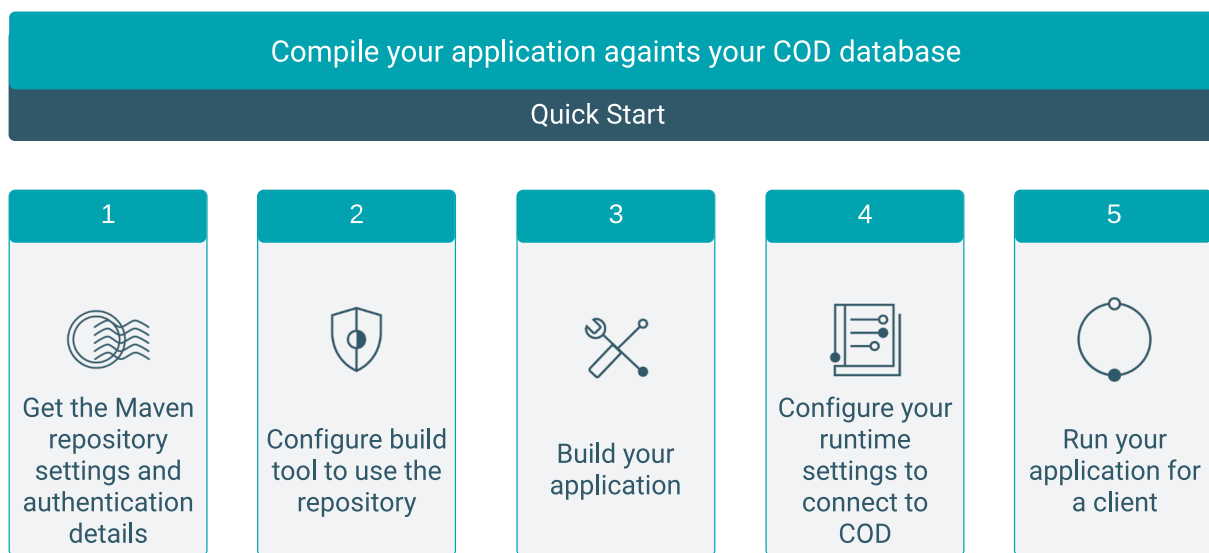 Compile your application againts your COD database
Quick Start
1
Get the Maven
repository
settings and
authentication
details
2
Configure build
tool to use the
repository
3
Build your
application
4
Configure your
runtime
settings to
connect to
COD
5
Run your
application for
a client